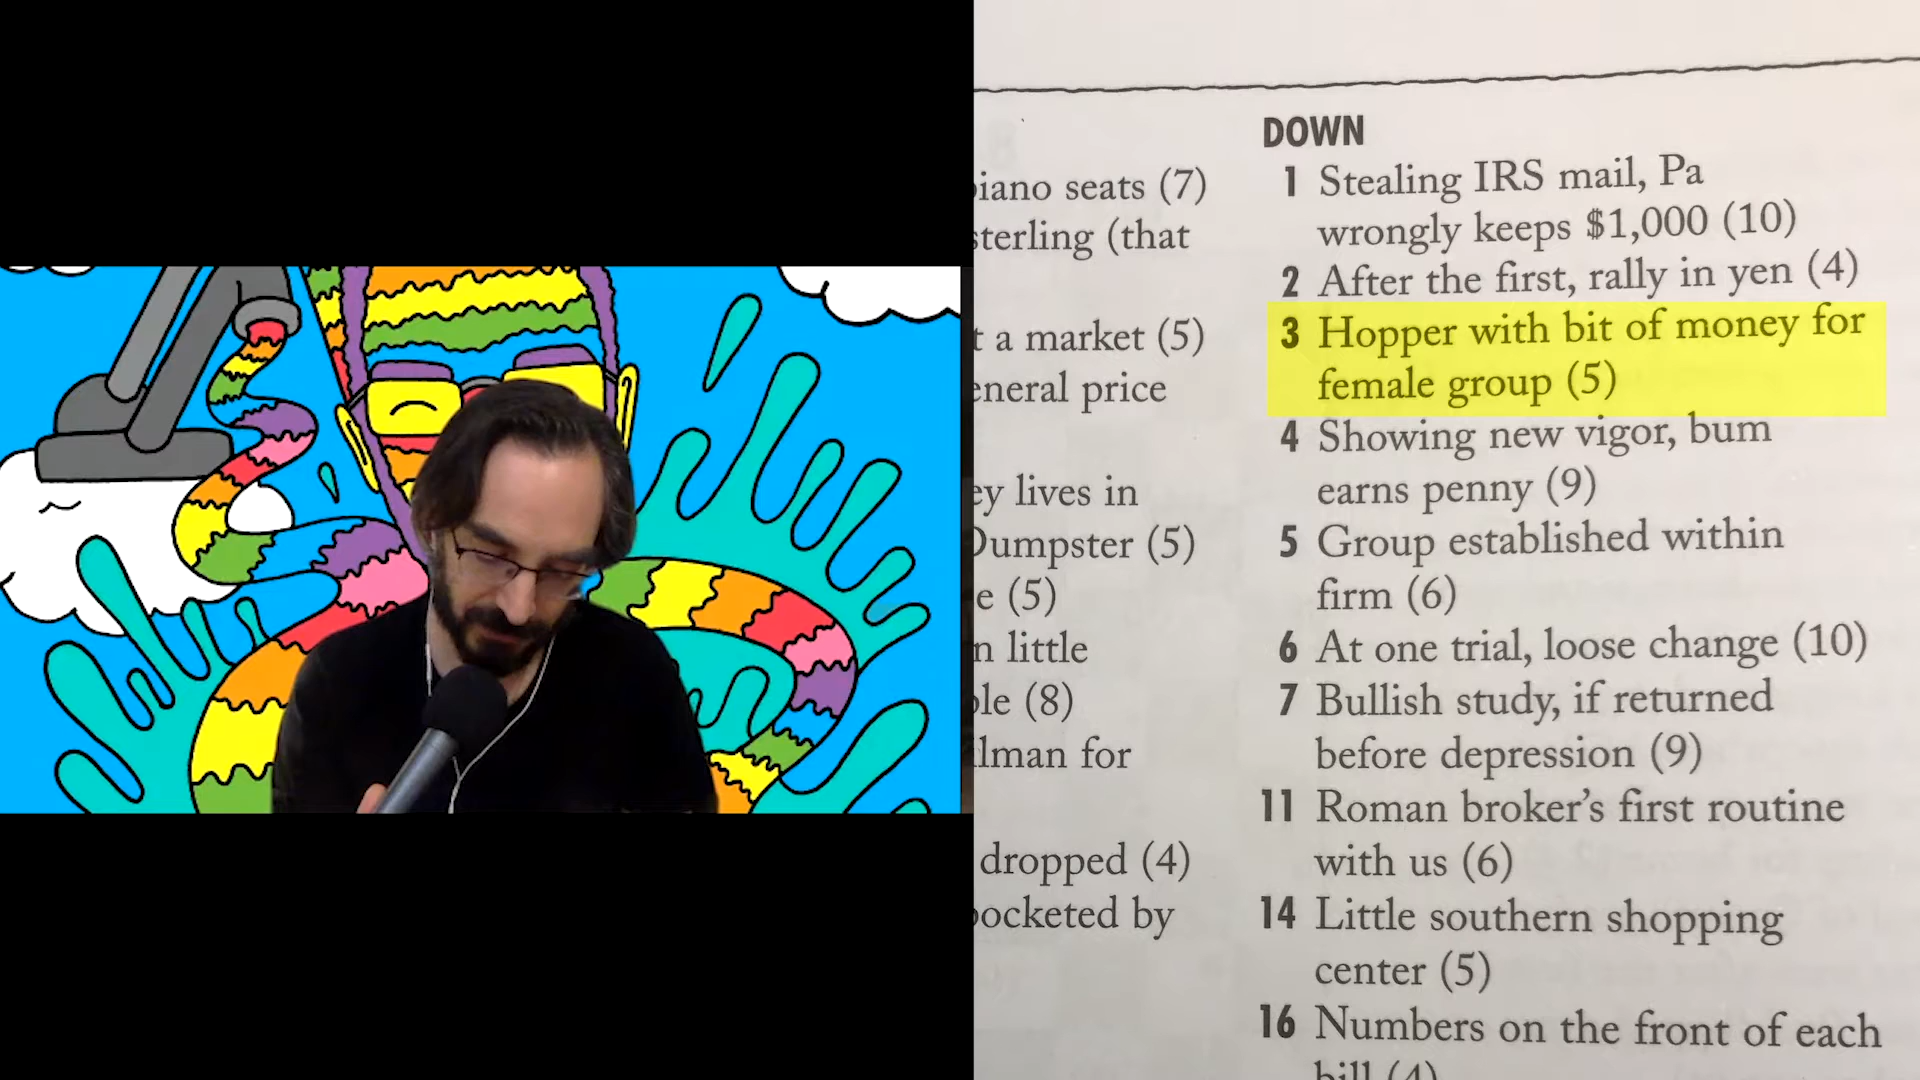 DOWN
iano seats (7)
sterling (that
t a market (5)
eneral price
ey lives in
Dumpster (5)
e (5)
n little
ole (8)
lman for
dropped (4)
pocketed by
1 Stealing IRS mail, Pa
wrongly keeps $1,000 (10)
2 After the first, rally in yen (4)
3 Hopper with bit of money for
female group (5)
4 Showing new vigor, bum
earns penny (9)
5 Group established within
firm (6)
6 At one trial, loose change (10)
7 Bullish study, if returned
before depression (9)
11 Roman broker's first routine
with us (6)
14 Little southern shopping
center (5)
16 Numbers on the front of each
bill (4)